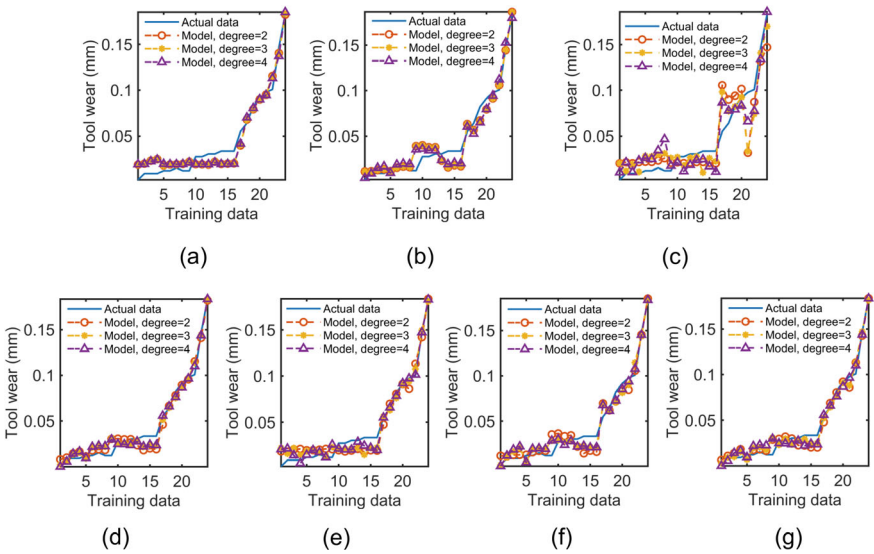 Actual data
Model, degree=2
Model, degree=3
Model, degree=4
Tool wear (mm)
0.15
0.1
0.05
5 10 15 20
Training data
(a)
Actual data
Model, degree=2
Model, degree=3
Model, degree=4
Tool wear (mm)
0.15
0.1
0.05
5 10 15 20
Training data
(b)
Actual data
Model, degree=2
Model, degree=3
Model, degree=4
Tool wear (mm)
0.15
0.1
0.05
5 10 15 20
Training data
(c)
Actual data
Model, degree=2
Model, degree=3
Model, degree=4
Tool wear (mm)
0.15
0.1
0.05
5 10 15 20
Training data
(d)
Actual data
Model, degree=2
Model, degree=3
Model, degree=4
Tool wear (mm)
0.15
0.1
0.05
5 10 15 20
Training data
(e)
Actual data
Model, degree=2
Model, degree=3
Model, degree=4
Tool wear (mm)
0.15
0.1
0.05
5 10 15 20
Training data
(f)
Actual data
Model, degree=2
Model, degree=3
Model, degree=4
Tool wear (mm)
0.15
0.1
0.05
5 10 15 20
Training data
(g)